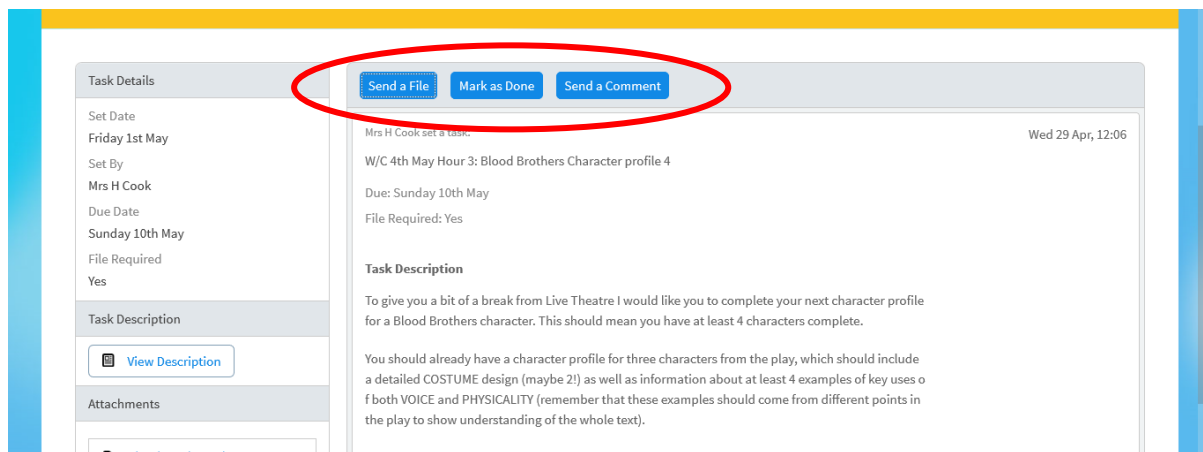 Task Details
Set Date
Friday 1st May
Set By
Mrs H Cook
Due Date
Sunday 10th May
File Required
Yes
Task Description
View Description
Attachments
Send a File
Mark as Done
Send a Comment
Mrs H Cook set a task.
Wed 29 Apr, 12:06
W/C 4th May Hour 3: Blood Brothers Character profile 4
Due: Sunday 10th May
File Required: Yes
Task Description
To give you a bit of a break from Live Theatre I would like you to complete your next character profile
for a Blood Brothers character. This should mean you have at least 4 characters complete.
You should already have a character profile for three characters from the play, which should include
a detailed COSTUME design (maybe 2!) as well as information about at least 4 examples of key uses o
f both VOICE and PHYSICALITY (remember that these examples should come from different points in
the play to show understanding of the whole text).